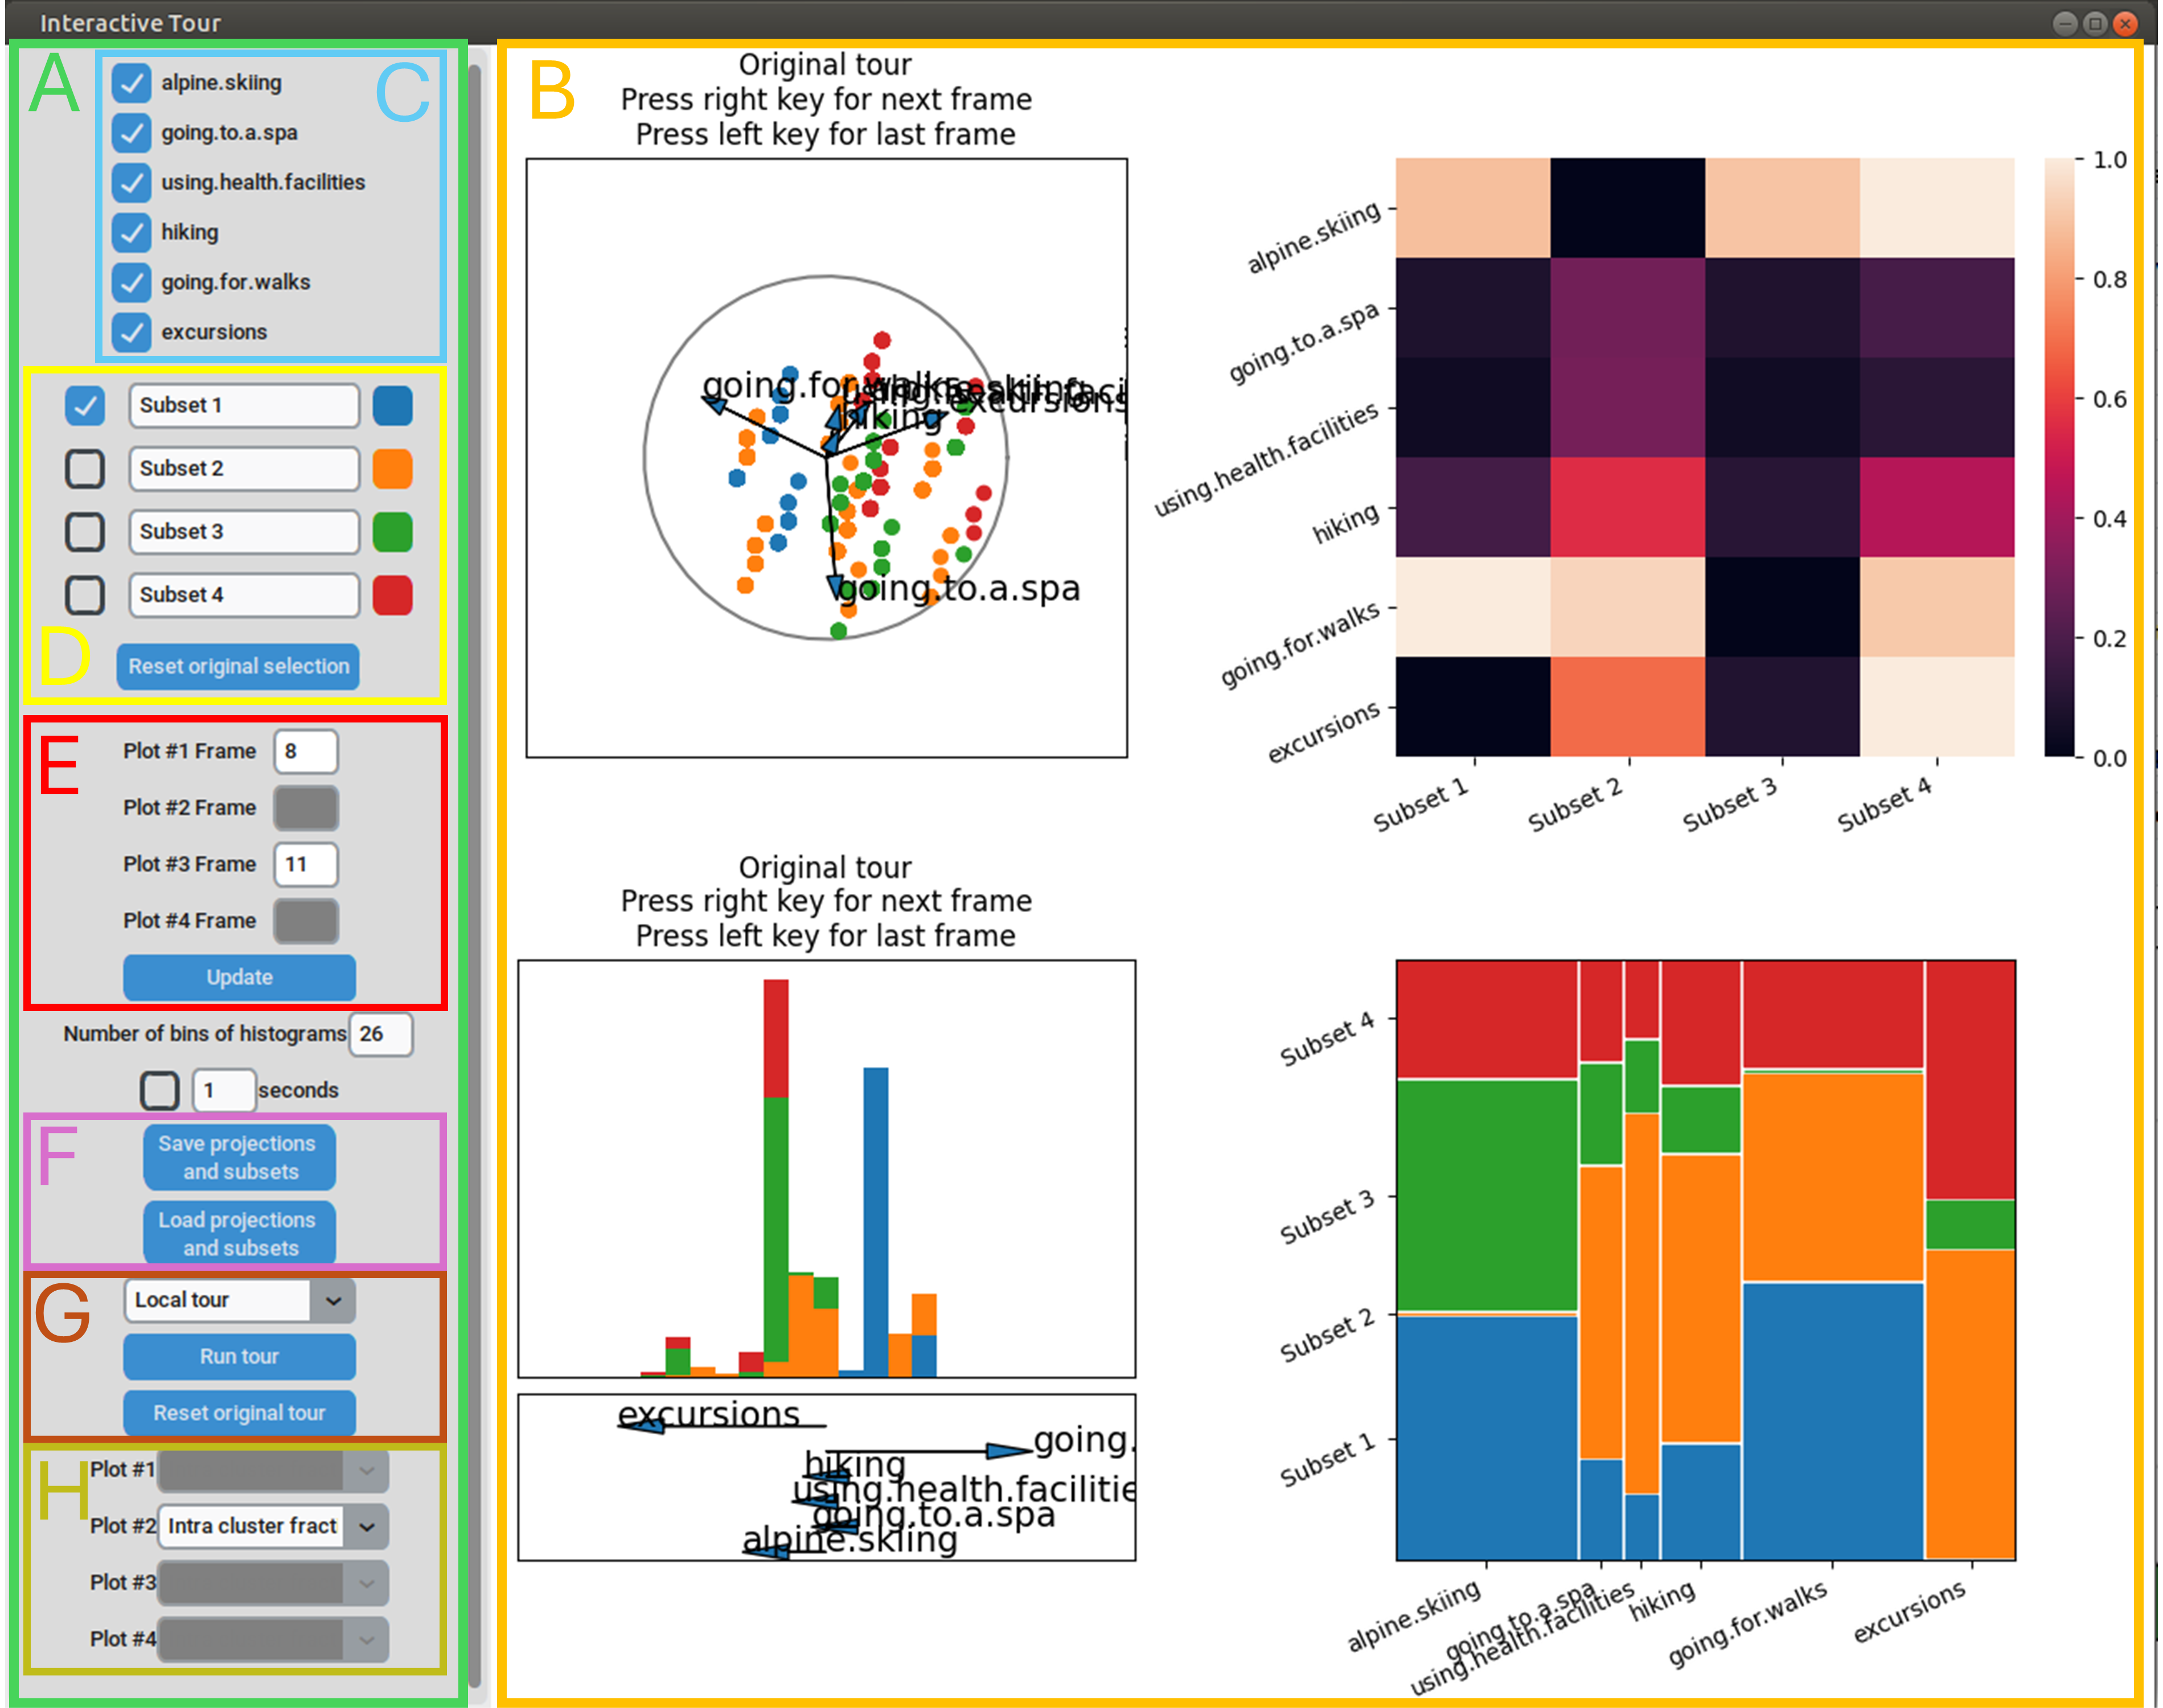 Interactive Tour
A
C
alpine.skiing
going.to.a.spa
using.health.facilities
hiking
going.for.walks
excursions
Subset 1
Subset 2
Subset 3
Subset 4
D
Reset original selection
E
Plot #1 Frame 8
Plot #2 Frame
Plot #3 Frame 11
Plot #4 Frame
Update
Number of bins of histograms 26
1 seconds
F
Save projections
and subsets
Load projections
and subsets
G
Local tour
Run tour
Reset original tour
H
Plot #1
Plot #2 Intra cluster fract
Plot #3
Plot #4
B
Original tour
Press right key for next frame
Press left key for last frame
going.for.walks
excursions
hiking
going.to.a.spa
alpine.skiing
going.to.a.spa
using.health.facilities
hiking
going.for.walks
excursions
Subset 1
Subset 2
Subset 3
Subset 4
1.0
0.8
0.6
0.4
0.2
0.0
Original tour
Press right key for next frame
Press left key for last frame
excursions
going.
hiking
using.health.facilitie
going.to.a.spa
alpine.skiing
Subset 4
Subset 3
Subset 2
Subset 1
alpine.skiing
going.to.a.spa
using.health.facilities
hiking
going.for.walks
excursions